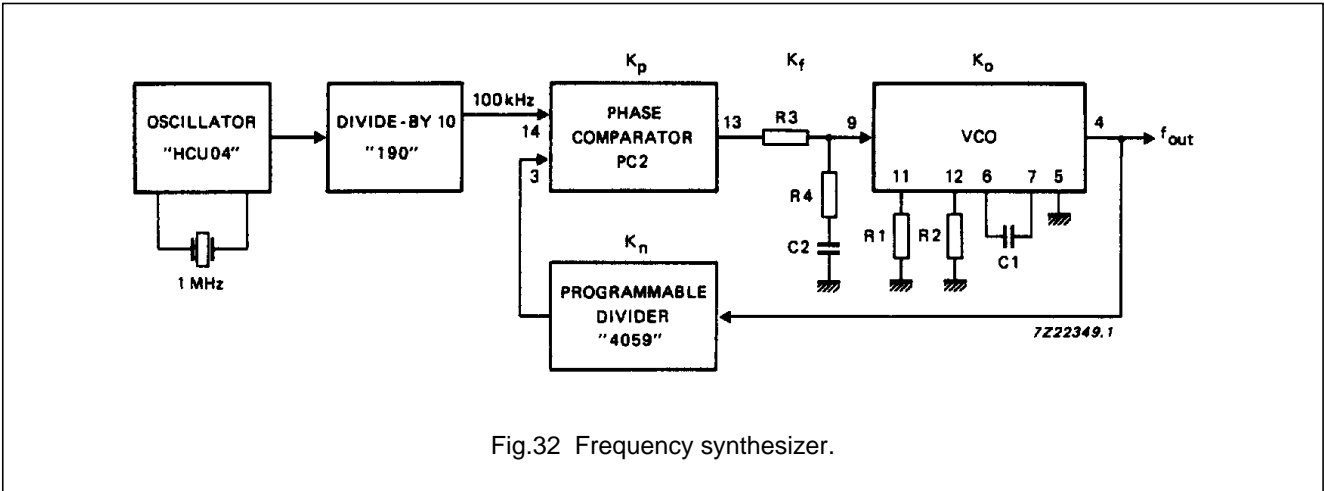 Kp
Kf
Ko
OSCILLATOR
"HCU04"
1 MHz
DIVIDE-BY 10
"190"
100kHz
14
3
PHASE
COMPARATOR
PC2
13
R3
9
R4
C2
VCO
4
fout
11
12
6
7
5
R1
R2
C1
Kn
PROGRAMMABLE
DIVIDER
"4059"
7Z22349.1
Fig.32 Frequency synthesizer.